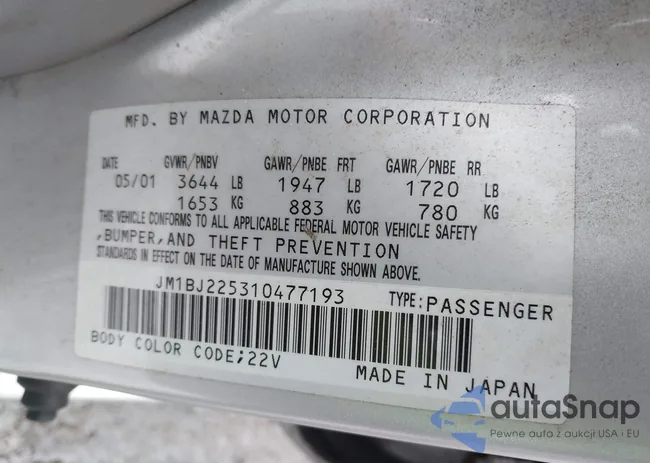 MFD. BY MAZDA MOTOR CORPORATION
DATE GVWR/PNBV GAWR/PNBE FRT GAWR/PNBE RR
05/01 3644 LB 1947 LB 1720 LB
1653 KG 883 KG 780 KG
THIS VEHICLE CONFORMS TO ALL APPLICABLE FEDERAL MOTOR VEHICLE SAFETY
,BUMPER,AND THEFT PREVENTION
STANDARDS IN EFFECT ON THE DATE OF MANUFACTURE SHOWN ABOVE.
JM1BJ225310477193 TYPE:PASSENGER
BODY COLOR CODE;22V
MADE IN JAPAN
autaSnap
Pewne auta z aukcji USA i EU